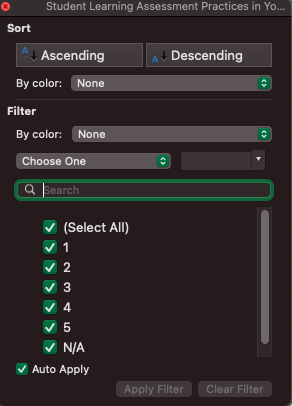 Student Learning Assessment Practices in Yo...
Sort
Ascending
Descending
By color: None
Filter
By color: None
Choose One
Search
(Select All)
1
2
3
4
5
N/A
Auto Apply
Apply Filter
Clear Filter